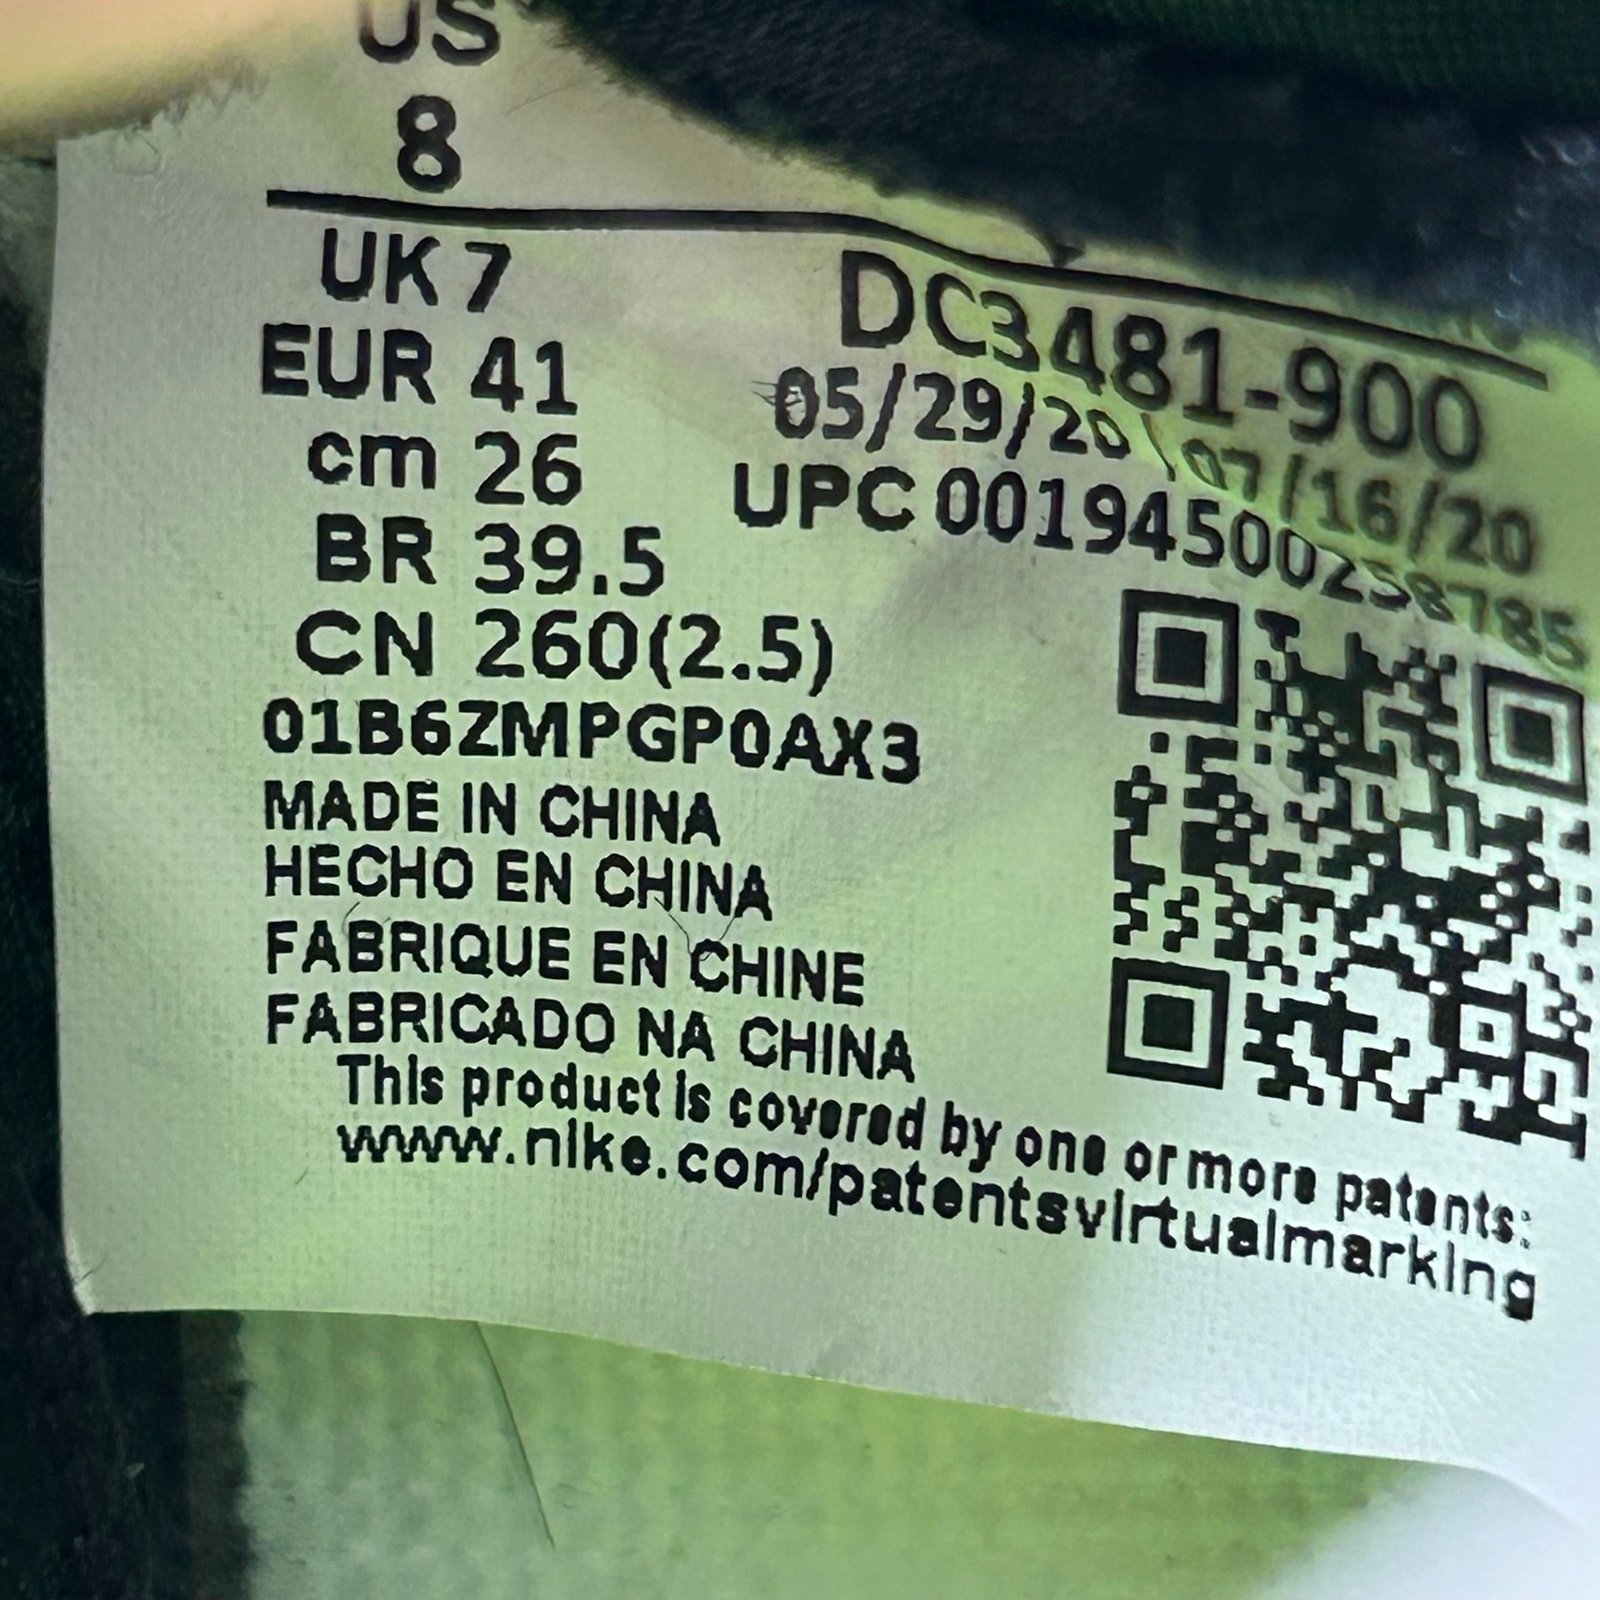 US
8
UK 7
EUR 41
cm 26
BR 39.5
CN 260(2.5)
01B6ZMPGP0AX3
MADE IN CHINA
HECHO EN CHINA
FABRIQUE EN CHINE
FABRICADO NA CHINA
DC3481-900
05/29/20 \ 07/16/20
UPC 00194500258785
This product is covered by one or more patents:
www.nike.com/patentsvirtualmarking